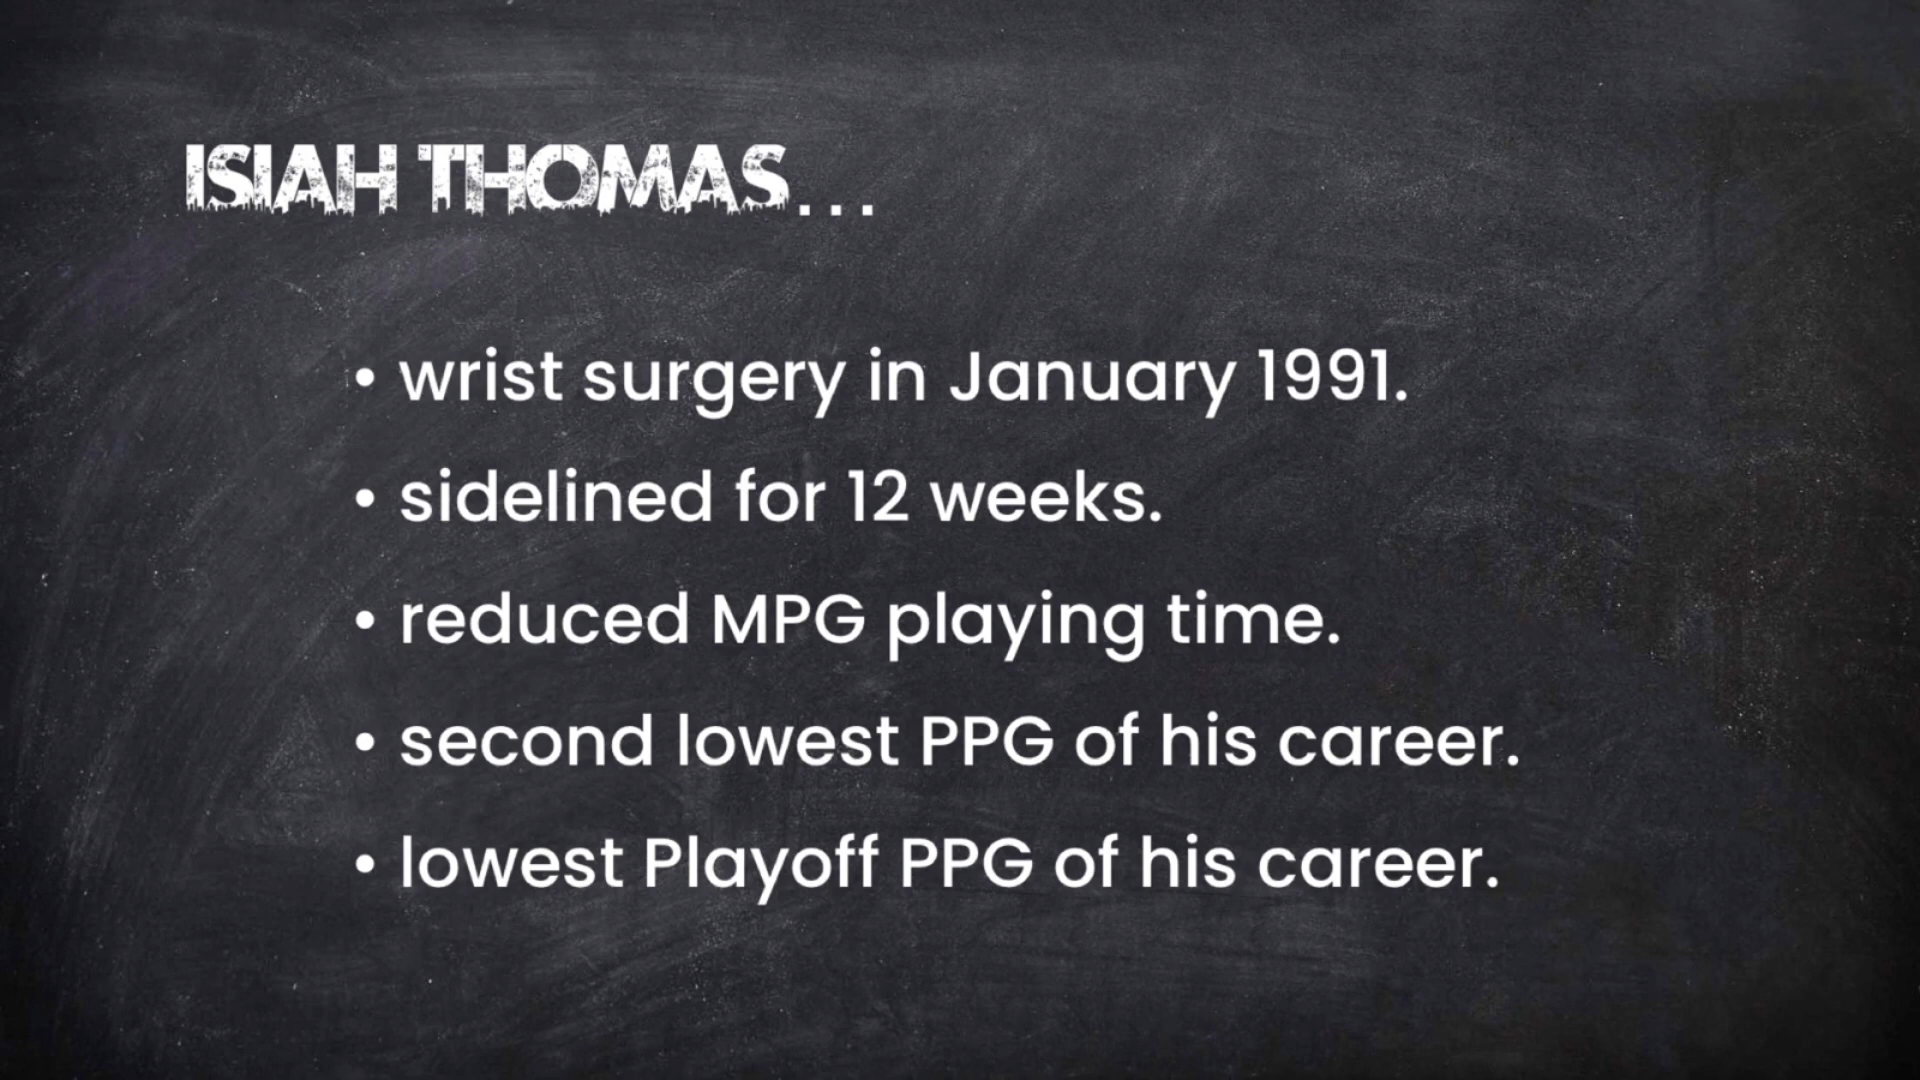 ISIAH THOMAS...
• wrist surgery in January 1991.
• sidelined for 12 weeks.
• reduced MPG playing time.
• second lowest PPG of his career.
• lowest Playoff PPG of his career.